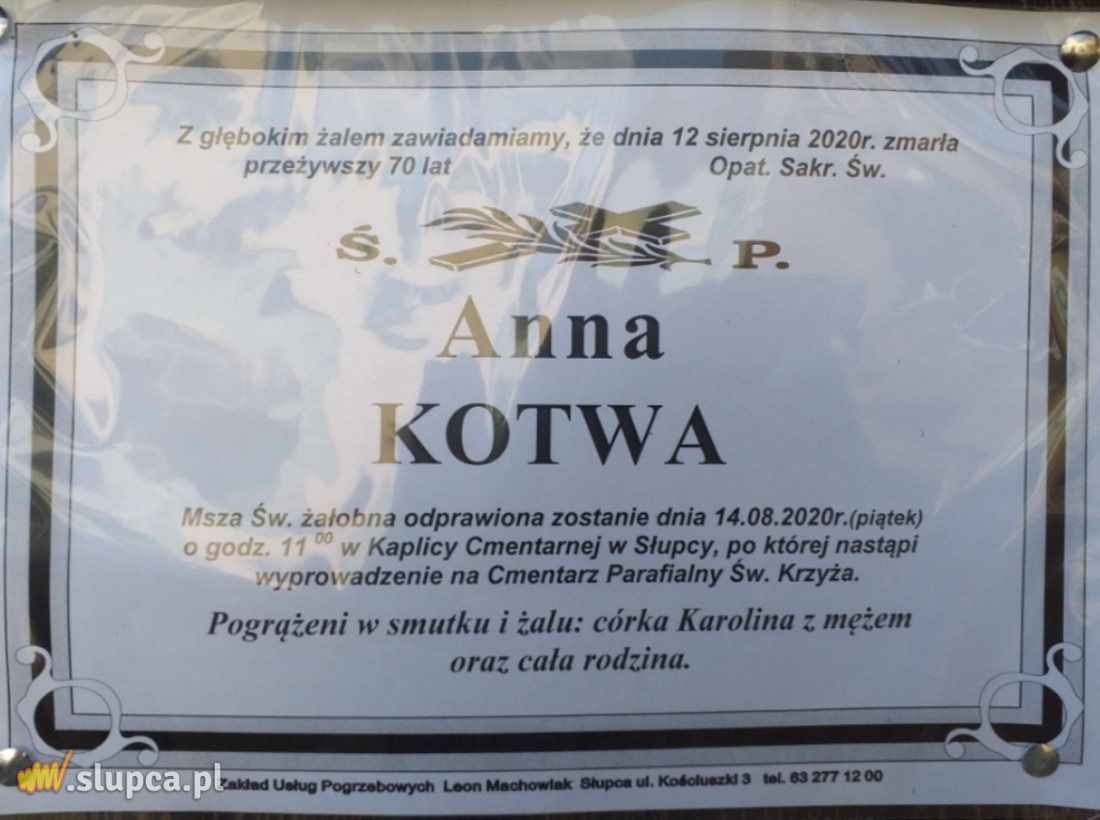 Z głębokim żalem zawiadamiamy, że dnia 12 sierpnia 2020r. zmarła
przeżywszy 70 lat Opat. Sakr. Św.
Ś. P.
Anna
KOTWA
Msza Św. żałobna odprawiona zostanie dnia 14.08.2020r.(piątek)
o godz. 11 00 w Kaplicy Cmentarnej w Słupcy, po której nastąpi
wyprowadzenie na Cmentarz Parafialny Św. Krzyża.
Pogrążeni w smutku i żalu: córka Karolina z mężem
oraz cała rodzina.
Zakład Usług Pogrzebowych Leon Machowiak Słupca ul. Kościuszki 3 tel. 63 277 12 00
.slupca.pl